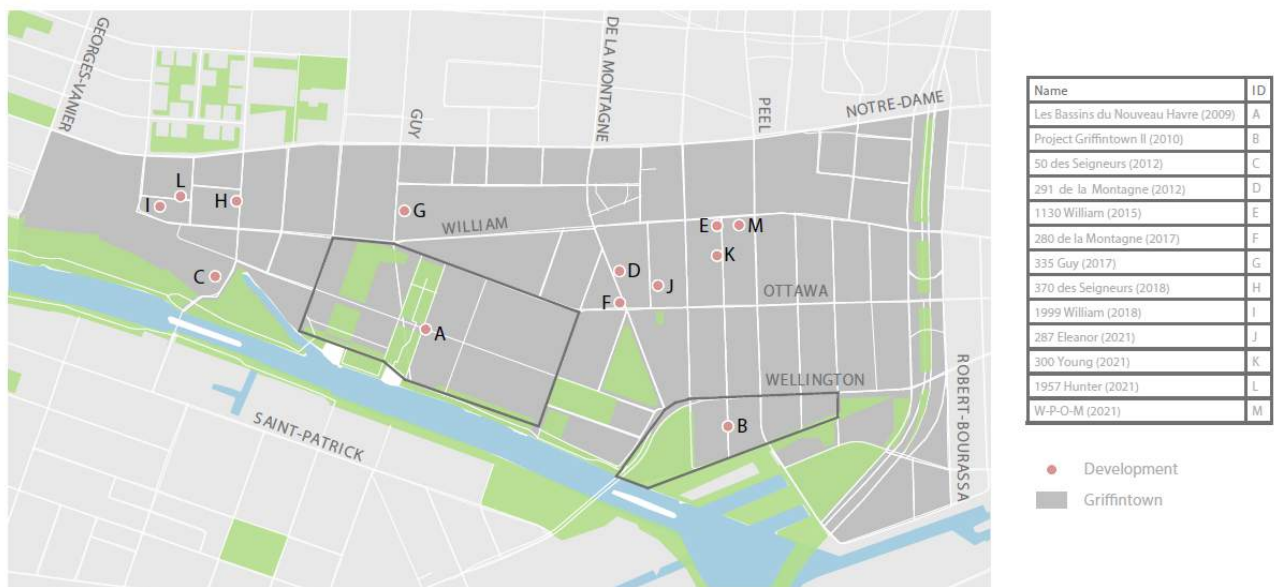 GEORGES-VANIER
GUY
DE LA MONTAGNE
PEEL
NOTRE-DAME
L
I
H
G
WILLIAM
E
M
K
C
D
J
F
OTTAWA
A
WELLINGTON
B
ROBERT-BOURASSA
SAINT-PATRICK
Name ID
Les Bassins du Nouveau Havre (2009) A
Project Griffintown II (2010) B
50 des Seigneurs (2012) C
291 de la Montagne (2012) D
1130 William (2015) E
280 de la Montagne (2017) F
335 Guy (2017) G
370 des Seigneurs (2018) H
1999 William (2018) I
287 Eleanor (2021) J
300 Young (2021) K
1957 Hunter (2021) L
W-P-O-M (2021) M
Development
Griffintown